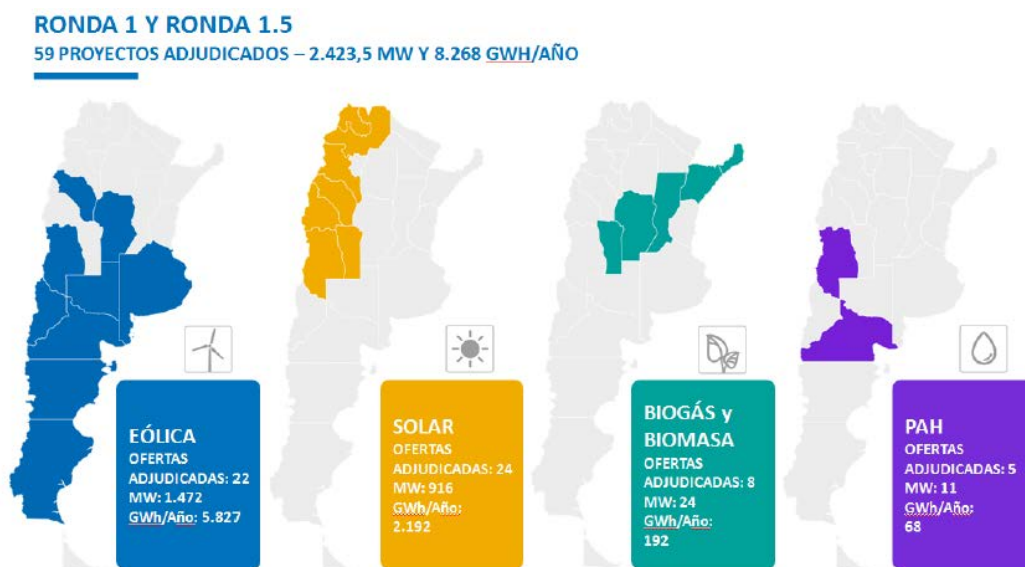 RONDA 1 Y RONDA 1.5
59 PROYECTOS ADJUDICADOS – 2.423,5 MW Y 8.268 GWH/AÑO
EÓLICA
OFERTAS
ADJUDICADAS: 22
MW: 1.472
GWh/Año: 5.827
SOLAR
OFERTAS
ADJUDICADAS: 24
MW: 916
GWh/Año:
2.192
BIOGÁS y
BIOMASA
OFERTAS
ADJUDICADAS: 8
MW: 24
GWh/Año:
192
PAH
OFERTAS
ADJUDICADAS: 5
MW: 11
GWh/Año:
68